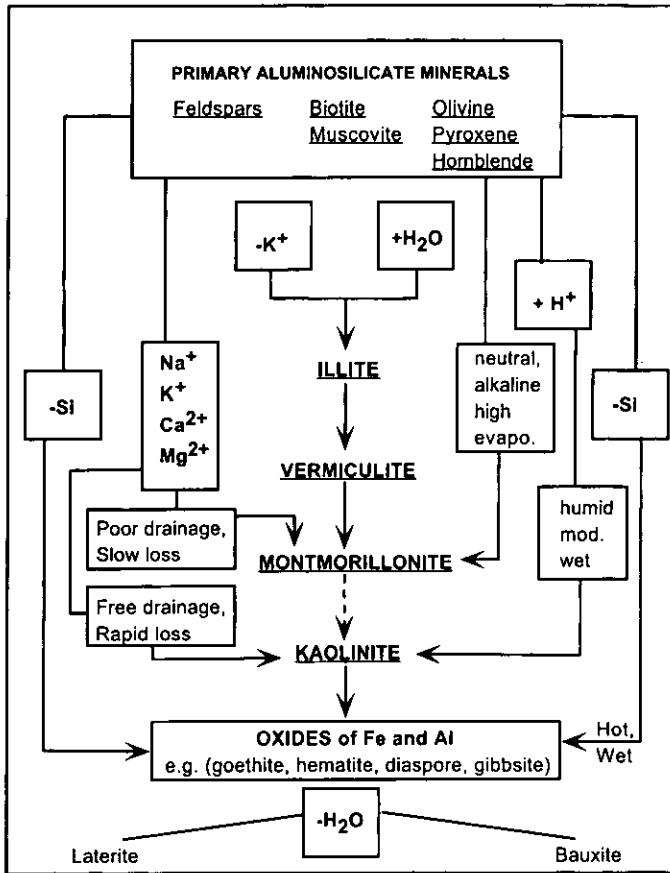 PRIMARY ALUMINOSILICATE MINERALS
Feldspars Biotite Olivine
Muscovite Pyroxene
Hornblende
-K+
+H2O
+ H+
Na+
K+
Ca2+
Mg2+
ILLITE
neutral,
alkaline
high
evapo.
-Si
-Si
VERMICULITE
Poor drainage,
Slow loss
MONTMORILLONITE
humid
mod.
wet
Free drainage,
Rapid loss
KAOLINITE
OXIDES of Fe and Al
e.g. (goethite, hematite, diaspore, gibbsite)
Hot,
Wet
-H2O
Laterite
Bauxite